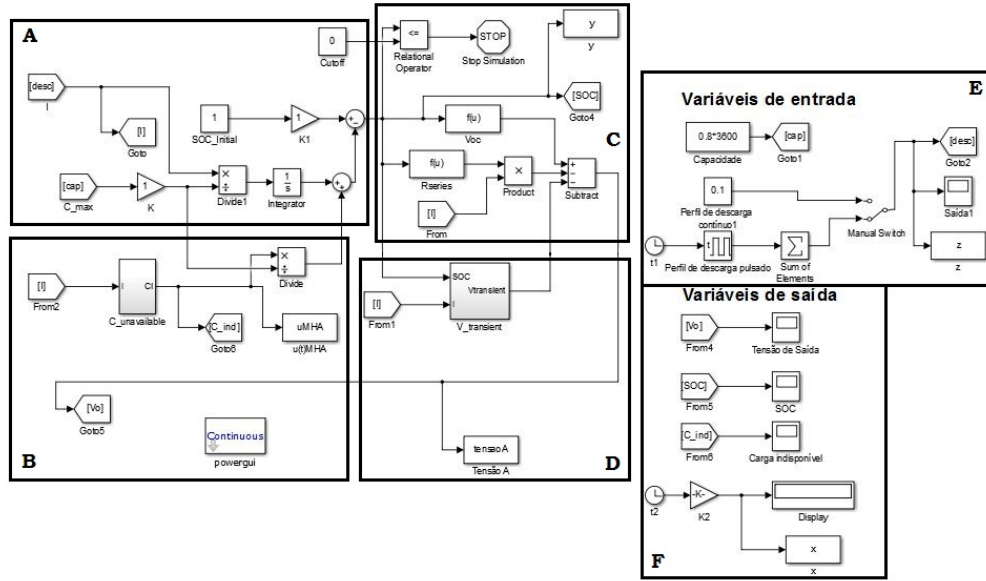 A
0
Cutoff
[desc]
I
[I]
Goto
1
SOC_Initial
1
K1
+
-
[cap]
C_max
1
K
×
÷
Divide1
1
s
Integrator
+
+
<=
Relational
Operator
STOP
Stop Simulation
y
y
[SOC]
Goto4
C
f(u)
Voc
f(u)
Rseries
×
Product
+
-
-
Subtract
[I]
From
E
Variáveis de entrada
0.8*3600
Capacidade
[cap]
Goto1
[desc]
Goto2
0.1
Perfil de descarga
contínuo1
Manual Switch
Saída1
t1
t
Perfil de descarga pulsado
Σ
Sum of
Elements
z
z
[I]
From2
I
CI
C_unavailable
×
÷
Divide
[C_ind]
Goto6
uMHA
u(t)MHA
[Vo]
Goto5
Continuous
powergui
B
SOC
I
Vtransient
V_transient
[I]
From1
tensaoA
Tensão A
D
Variáveis de saída
[Vo]
From4
Tensão de Saída
[SOC]
From5
SOC
[C_ind]
From6
Carga indisponível
t2
-K-
K2
Display
x
x
F